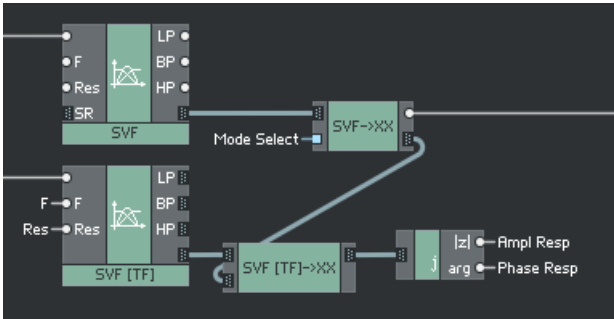 LP
F
BP
Res
HP
SR
SVF
SVF->XX
Mode Select
LP
F
F
BP
Res
Res
HP
SVF [TF]
SVF [TF]->XX
j
|z|
Ampl Resp
arg
Phase Resp